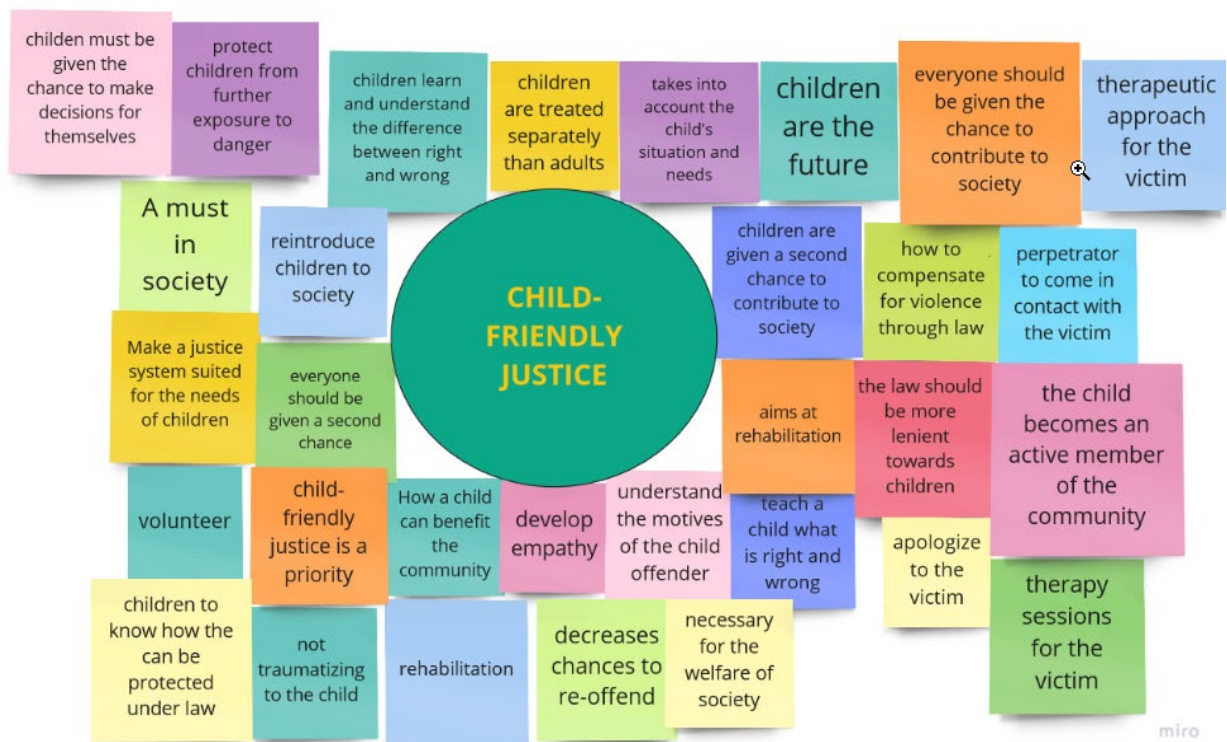 childen must be
given the
chance to make
decisions for
themselves
protect
children from
further
exposure to
danger
children learn
and understand
the difference
between right
and wrong
children
are treated
separately
than adults
takes into
account the
child's
situation and
needs
children
are the
future
everyone should
be given the
chance to
contribute to
society
therapeutic
approach
for the
victim
A must
in
society
reintroduce
children to
society
CHILD-
FRIENDLY
JUSTICE
children are
given a second
chance to
contribute to
society
how to
compensate
for violence
through law
perpetrator
to come in
contact with
the victim
Make a justice
system suited
for the needs
of children
everyone
should be
given a second
chance
aims at
rehabilitation
the law should
be more
lenient
towards
children
the child
becomes an
active member
of the
community
volunteer
child-
friendly
justice is a
priority
How a child
can benefit
the
community
develop
empathy
understand
the motives
of the child
offender
teach a
child what
is right and
wrong
apologize
to the
victim
therapy
sessions
for the
victim
children to
know how the
can be
protected
under law
not
traumatizing
to the child
rehabilitation
decreases
chances to
re-offend
necessary
for the
welfare of
society
miro